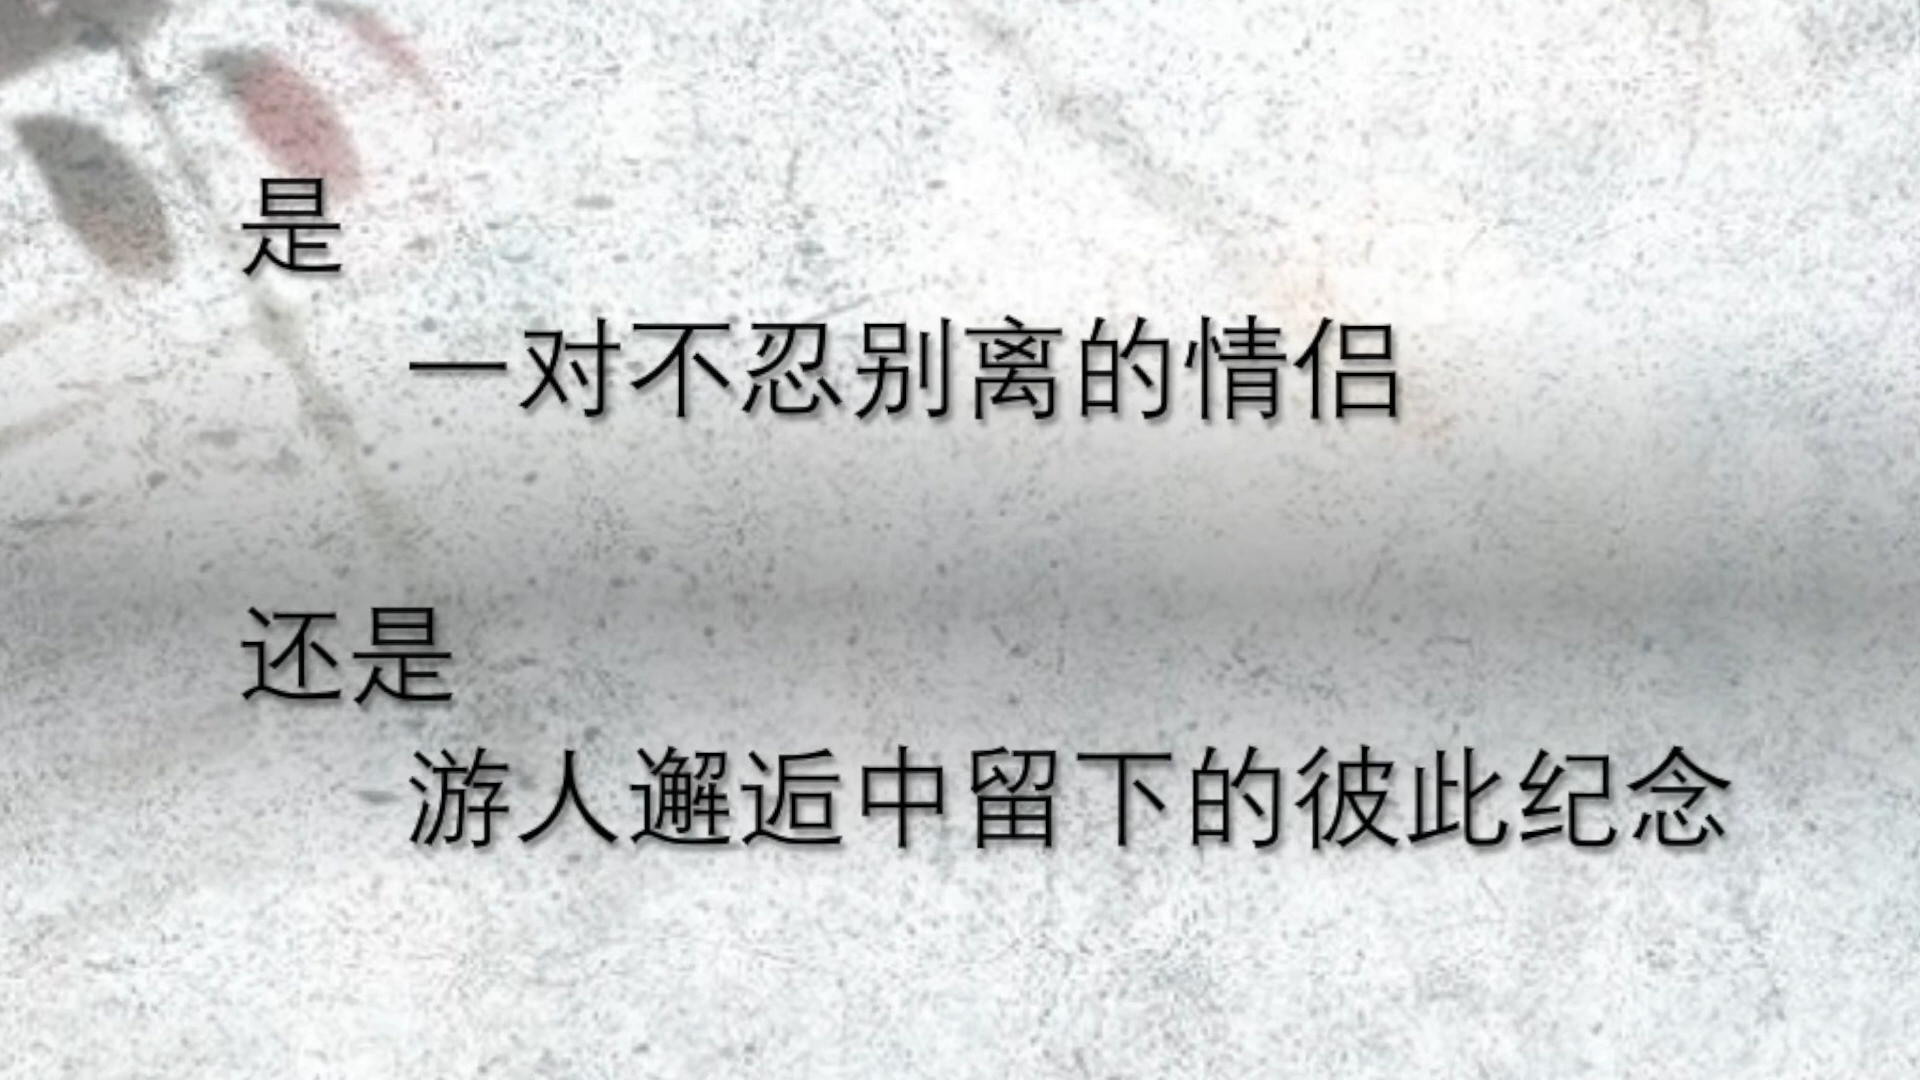 是
一对不忍别离的情侣
还是
游人邂逅中留下的彼此纪念